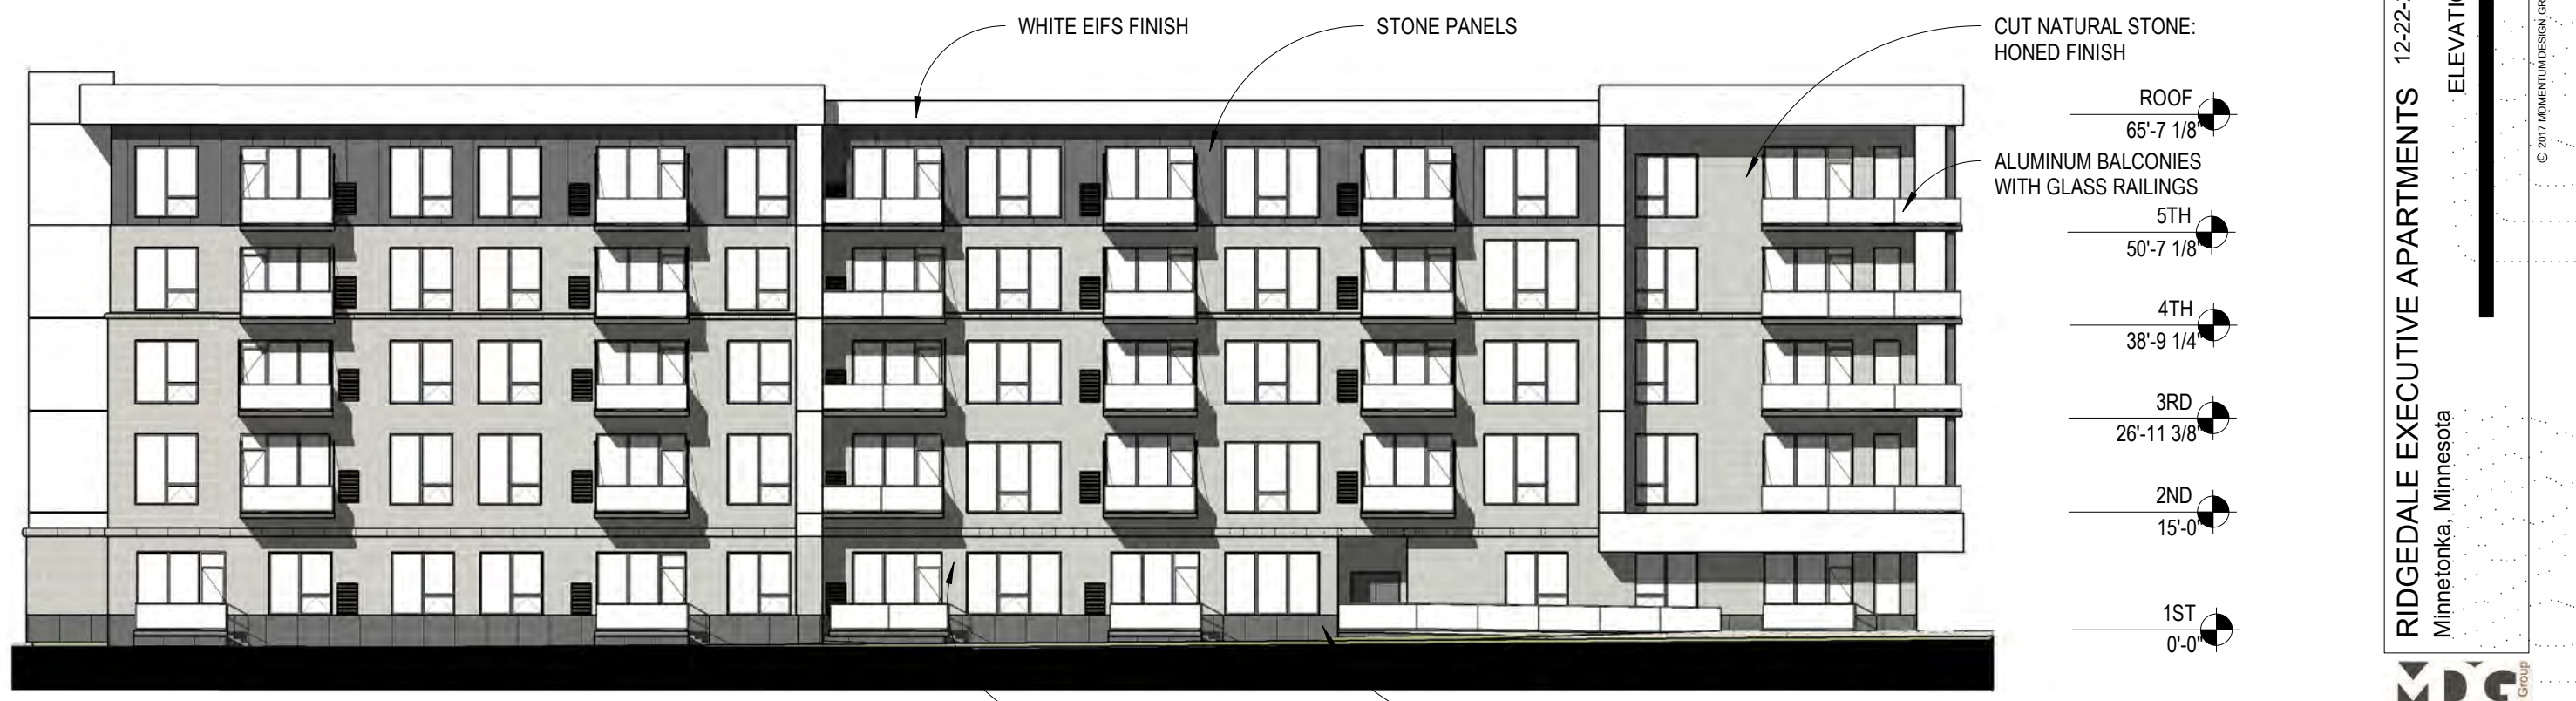 WHITE EIFS FINISH
STONE PANELS
CUT NATURAL STONE:
HONED FINISH
ROOF
65'-7 1/8"
ALUMINUM BALCONIES
WITH GLASS RAILINGS
5TH
50'-7 1/8"
4TH
38'-9 1/4"
3RD
26'-11 3/8"
2ND
15'-0"
1ST
0'-0"
RIDGEDALE EXECUTIVE APARTMENTS 12-22-
Minnetonka, Minnesota
© 2017 MOMENTUM DESIGN
Group